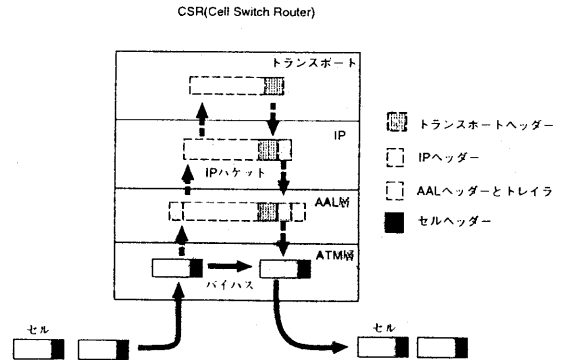 CSR(Cell Switch Router)
トランスポート
IP
IPパケット
AAL層
ATM層
バイパス
セル
セル
トランスポートヘッダー
IPヘッダー
AALヘッダーとトレイラ
セルヘッダー